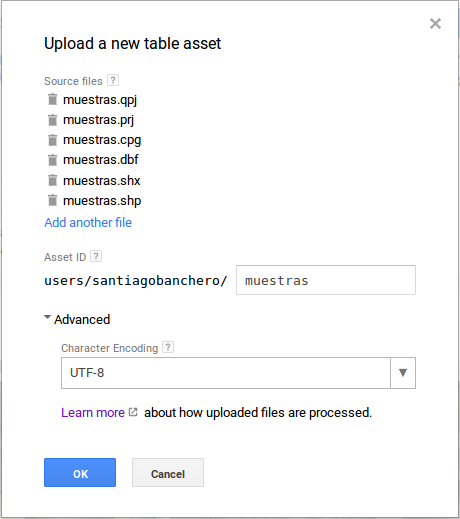 Upload a new table asset
Source files ?
muestras.qpj
muestras.prj
muestras.cpg
muestras.dbf
muestras.shx
muestras.shp
Add another file
Asset ID ?
users/santiagobanchero/ muestras
Advanced
Character Encoding ?
UTF-8
Learn more about how uploaded files are processed.
OK Cancel